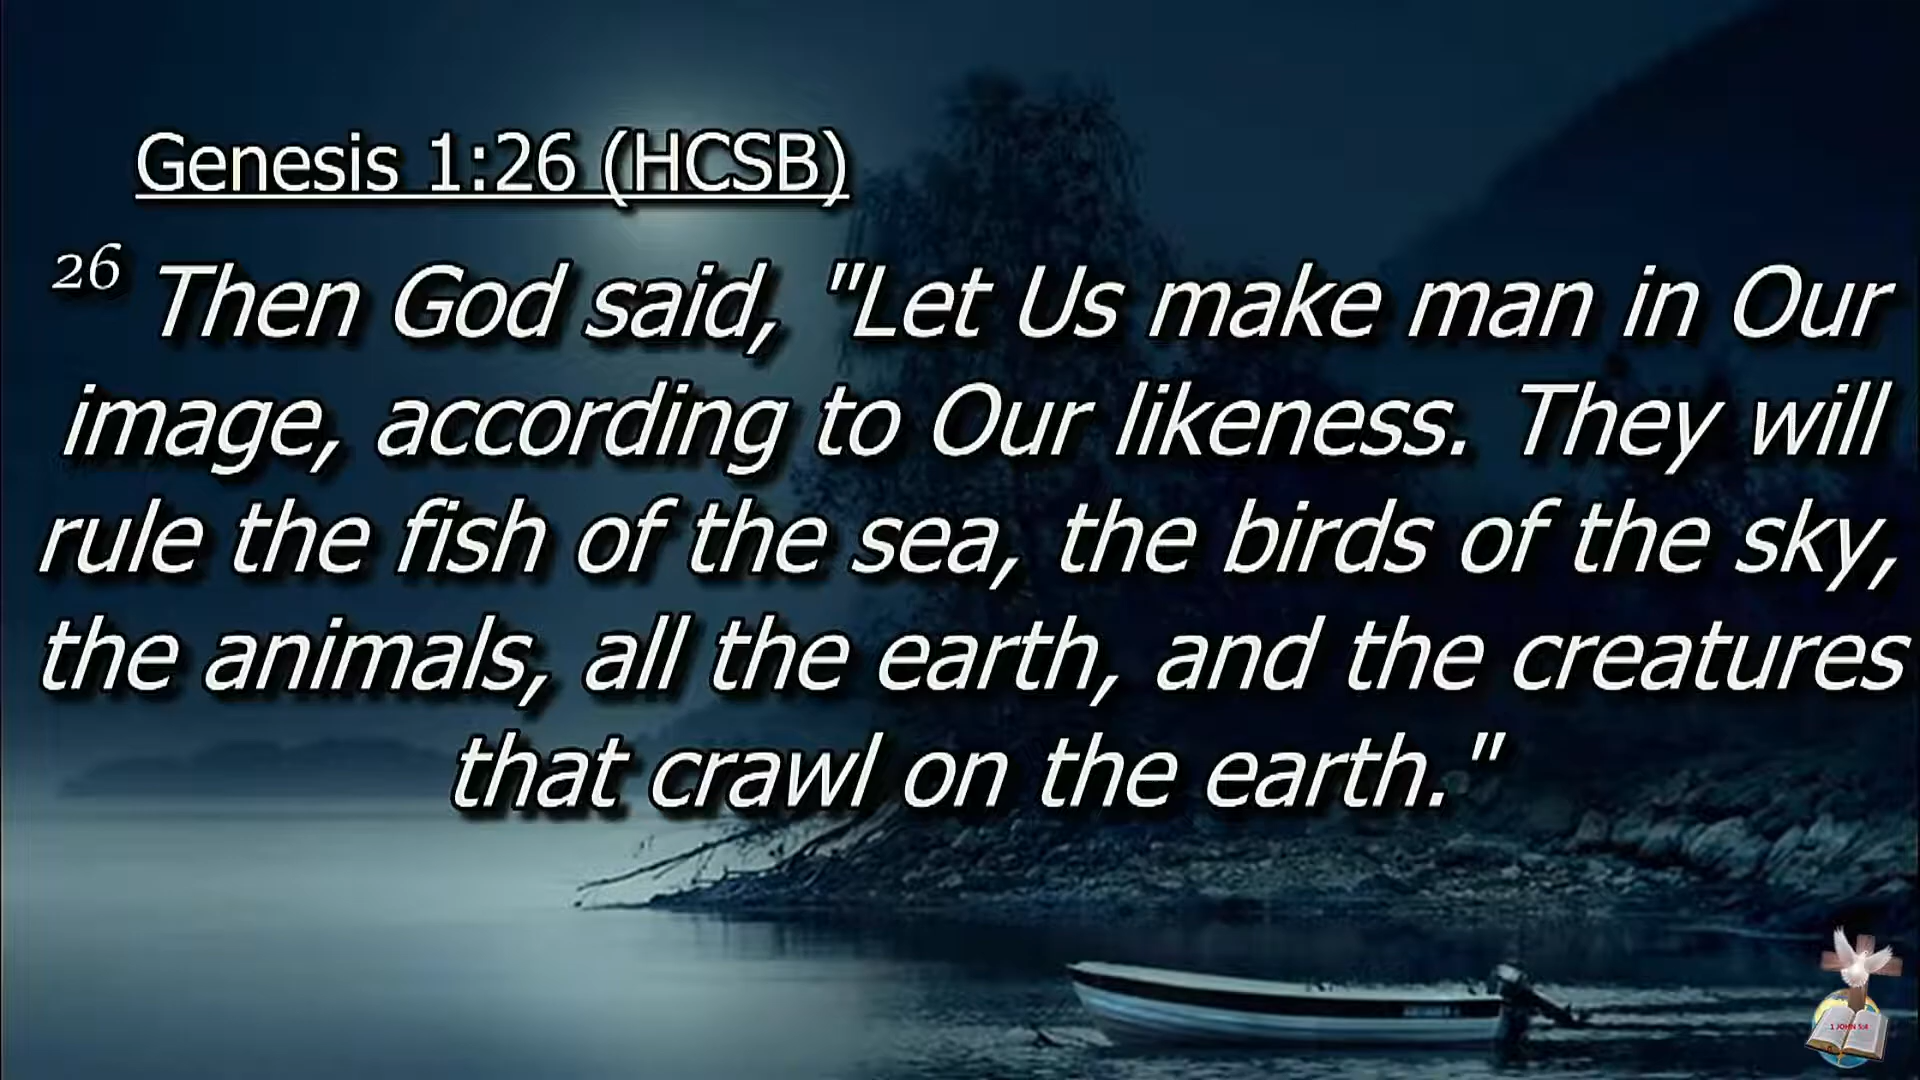 Genesis 1:26 (HCSB)
26 Then God said, "Let Us make man in Our
image, according to Our likeness. They will
rule the fish of the sea, the birds of the sky,
the animals, all the earth, and the creatures
that crawl on the earth."